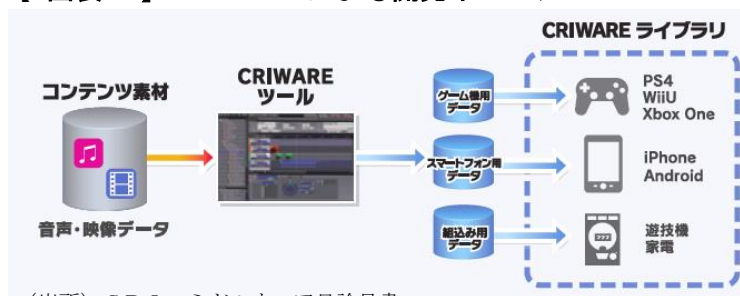 CRIWARE ライブラリ
コンテンツ素材
音声・映像データ
CRIWARE
ツール
ゲーム機用
データ
スマートフォン用
データ
組込み用
データ
PS4
WiiU
Xbox One
iPhone
Android
777
遊技機
家電